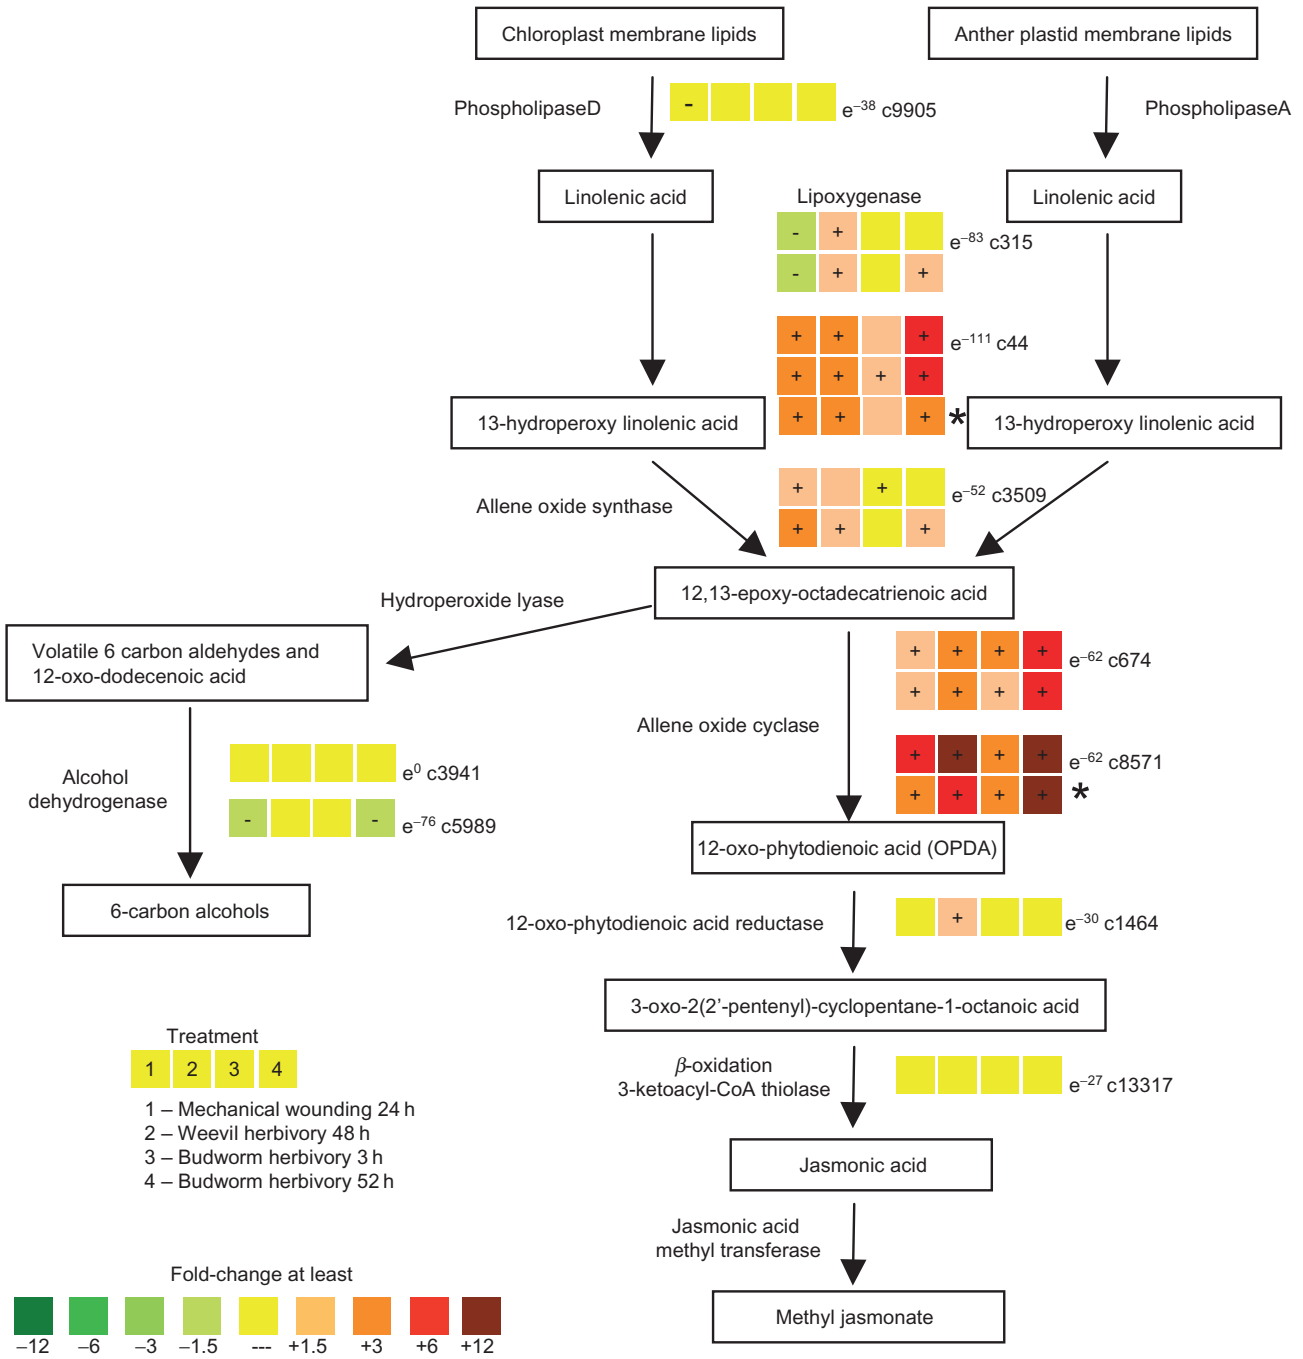 Chloroplast membrane lipids
Anther plastid membrane lipids
PhospholipaseD
-
e⁻³⁸ c9905
PhospholipaseA
Linolenic acid
Lipoxygenase
Linolenic acid
- +
e⁻⁸³ c315
- + +
+ + +
e⁻¹¹¹ c44
+ + + +
+ + + *
13-hydroperoxy linolenic acid
13-hydroperoxy linolenic acid
Allene oxide synthase
+ +
e⁻⁵² c3509
+ + +
12,13-epoxy-octadecatrienoic acid
Hydroperoxide lyase
Volatile 6 carbon aldehydes and
12-oxo-dodecenoic acid
+ + + +
e⁻⁶² c674
+ + + +
Allene oxide cyclase
+ + + +
e⁻⁶² c8571
+ + + + *
Alcohol
dehydrogenase
e⁰ c3941
- -
e⁻⁷⁶ c5989
12-oxo-phytodienoic acid (OPDA)
6-carbon alcohols
12-oxo-phytodienoic acid reductase
+
e⁻³⁰ c1464
3-oxo-2(2'-pentenyl)-cyclopentane-1-octanoic acid
Treatment
1 2 3 4
1 – Mechanical wounding 24 h
2 – Weevil herbivory 48 h
3 – Budworm herbivory 3 h
4 – Budworm herbivory 52 h
β-oxidation
3-ketoacyl-CoA thiolase
e⁻²⁷ c13317
Jasmonic acid
Jasmonic acid
methyl transferase
Methyl jasmonate
Fold-change at least
–12 –6 –3 –1.5 --- +1.5 +3 +6 +12